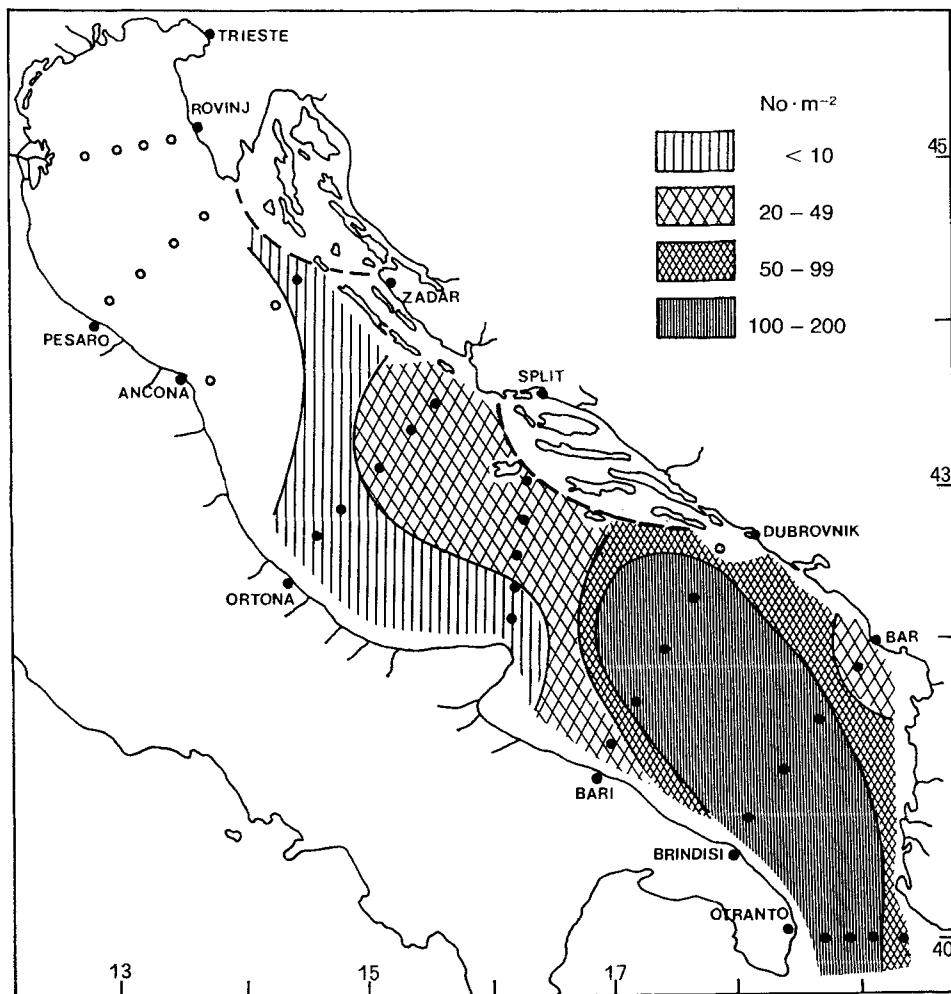 TRIESTE
No·m⁻²
ROVINJ
< 10
45
20 – 49
50 – 99
ZADAR
100 – 200
PESARO
SPLIT
ANCONA
43
DUBROVNIK
ORTONA
BAR
BARI
BRINDISI
OTRANTO
40
13
15
17